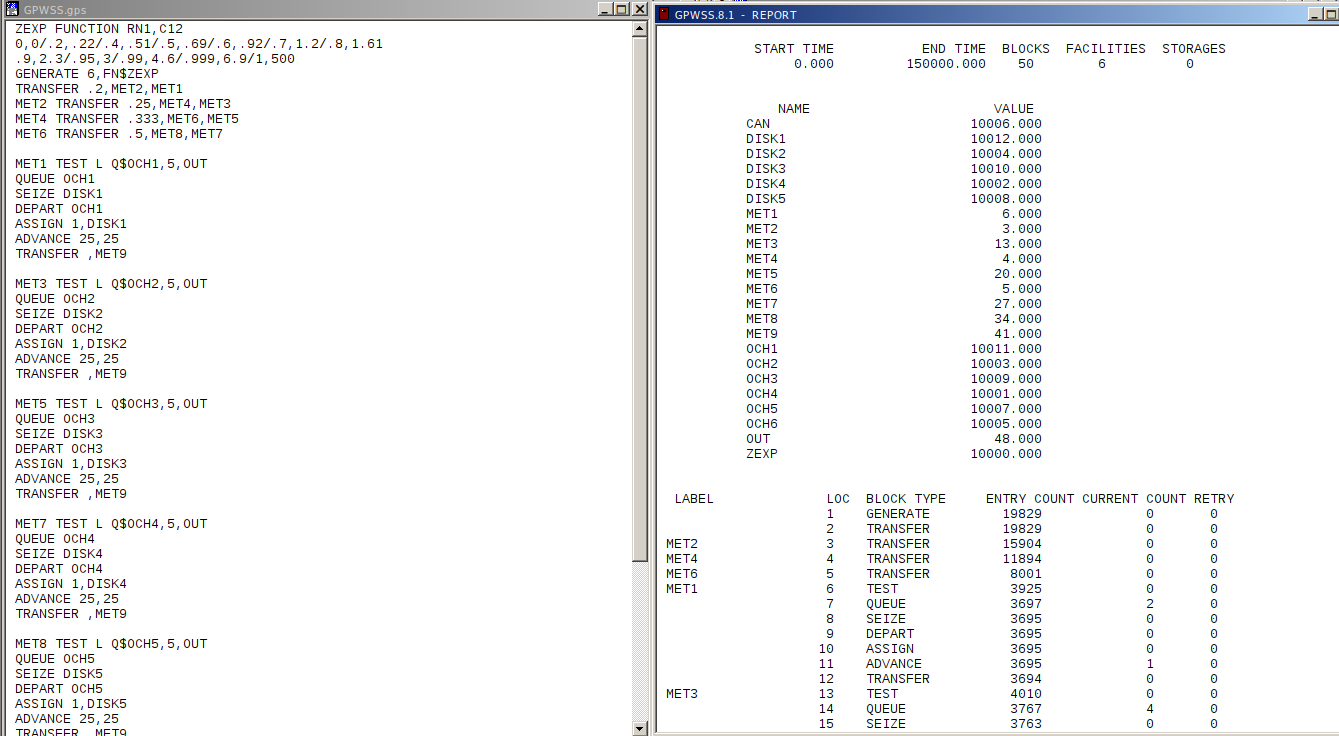 GPWSS.gps
ZEXP FUNCTION RN1,C12
0,0/.2,.22/.4,.51/.5,.69/.6,.92/.7,1.2/.8,1.61
.9,2.3/.95,3/.99,4.6/.999,6.9/1,500
GENERATE 6,FN$ZEXP
TRANSFER .2,MET2,MET1
MET2 TRANSFER .25,MET4,MET3
MET4 TRANSFER .333,MET6,MET5
MET6 TRANSFER .5,MET8,MET7
MET1 TEST L Q$OCH1,5,OUT
QUEUE OCH1
SEIZE DISK1
DEPART OCH1
ASSIGN 1,DISK1
ADVANCE 25,25
TRANSFER ,MET9
MET3 TEST L Q$OCH2,5,OUT
QUEUE OCH2
SEIZE DISK2
DEPART OCH2
ASSIGN 1,DISK2
ADVANCE 25,25
TRANSFER ,MET9
MET5 TEST L Q$OCH3,5,OUT
QUEUE OCH3
SEIZE DISK3
DEPART OCH3
ASSIGN 1,DISK3
ADVANCE 25,25
TRANSFER ,MET9
MET7 TEST L Q$OCH4,5,OUT
QUEUE OCH4
SEIZE DISK4
DEPART OCH4
ASSIGN 1,DISK4
ADVANCE 25,25
TRANSFER ,MET9
MET8 TEST L Q$OCH5,5,OUT
QUEUE OCH5
SEIZE DISK5
DEPART OCH5
ASSIGN 1,DISK5
ADVANCE 25,25
TRANSFER ,MET9
GPWSS.8.1 - REPORT
START TIME END TIME BLOCKS FACILITIES STORAGES
0.000 150000.000 50 6 0
NAME VALUE
CAN 10006.000
DISK1 10012.000
DISK2 10004.000
DISK3 10010.000
DISK4 10002.000
DISK5 10008.000
MET1 6.000
MET2 3.000
MET3 13.000
MET4 4.000
MET5 20.000
MET6 5.000
MET7 27.000
MET8 34.000
MET9 41.000
OCH1 10011.000
OCH2 10003.000
OCH3 10009.000
OCH4 10001.000
OCH5 10007.000
OCH6 10005.000
OUT 48.000
ZEXP 10000.000
LABEL LOC BLOCK TYPE ENTRY COUNT CURRENT COUNT RETRY
1 GENERATE 19829 0 0
2 TRANSFER 19829 0 0
MET2 3 TRANSFER 15904 0 0
MET4 4 TRANSFER 11894 0 0
MET6 5 TRANSFER 8001 0 0
MET1 6 TEST 3925 0 0
7 QUEUE 3697 2 0
8 SEIZE 3695 0 0
9 DEPART 3695 0 0
10 ASSIGN 3695 0 0
11 ADVANCE 3695 1 0
12 TRANSFER 3694 0 0
MET3 13 TEST 4010 0 0
14 QUEUE 3767 4 0
15 SEIZE 3763 0 0